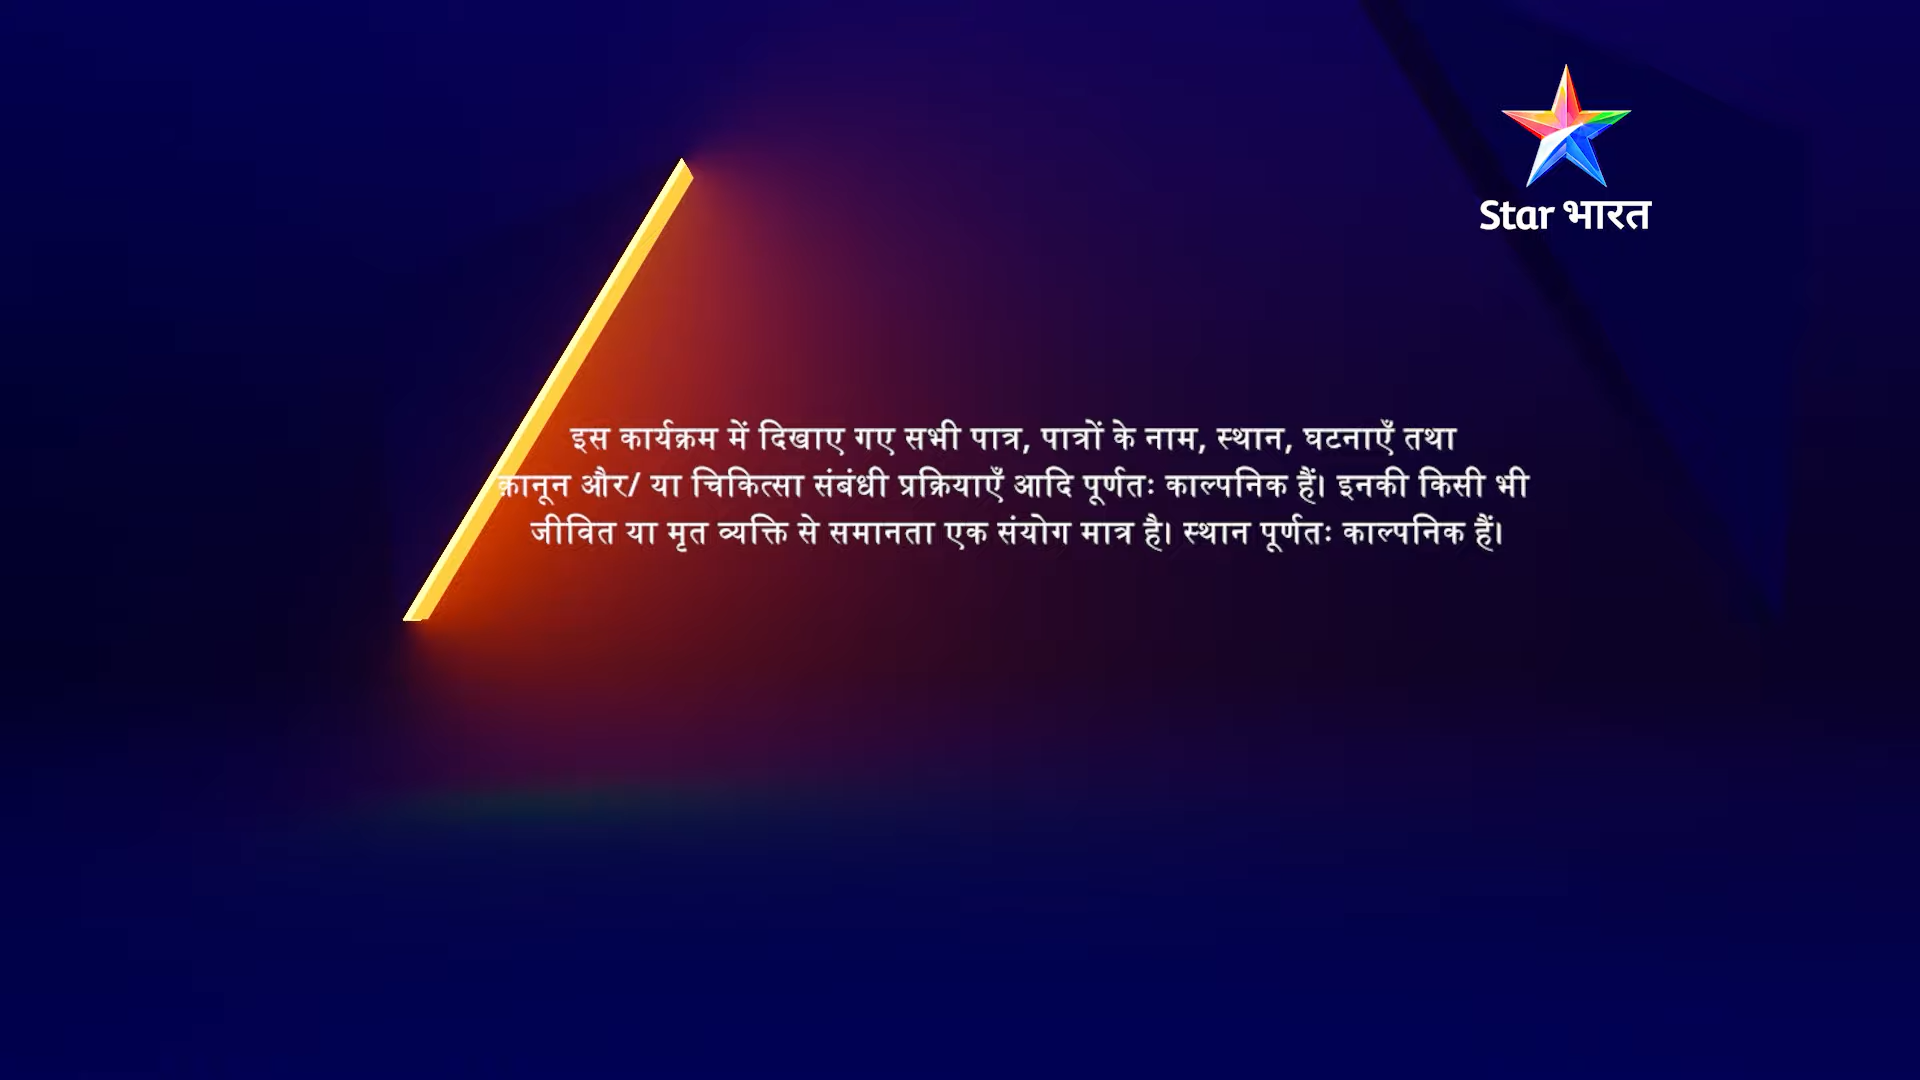 Star भारत
इस कार्यक्रम में दिखाए गए सभी पात्र, पात्रों के नाम, स्थान, घटनाएँ तथा
क़ानून और/ या चिकित्सा संबंधी प्रक्रियाएँ आदि पूर्णतः काल्पनिक हैं। इनकी किसी भी
जीवित या मृत व्यक्ति से समानता एक संयोग मात्र है। स्थान पूर्णतः काल्पनिक हैं।